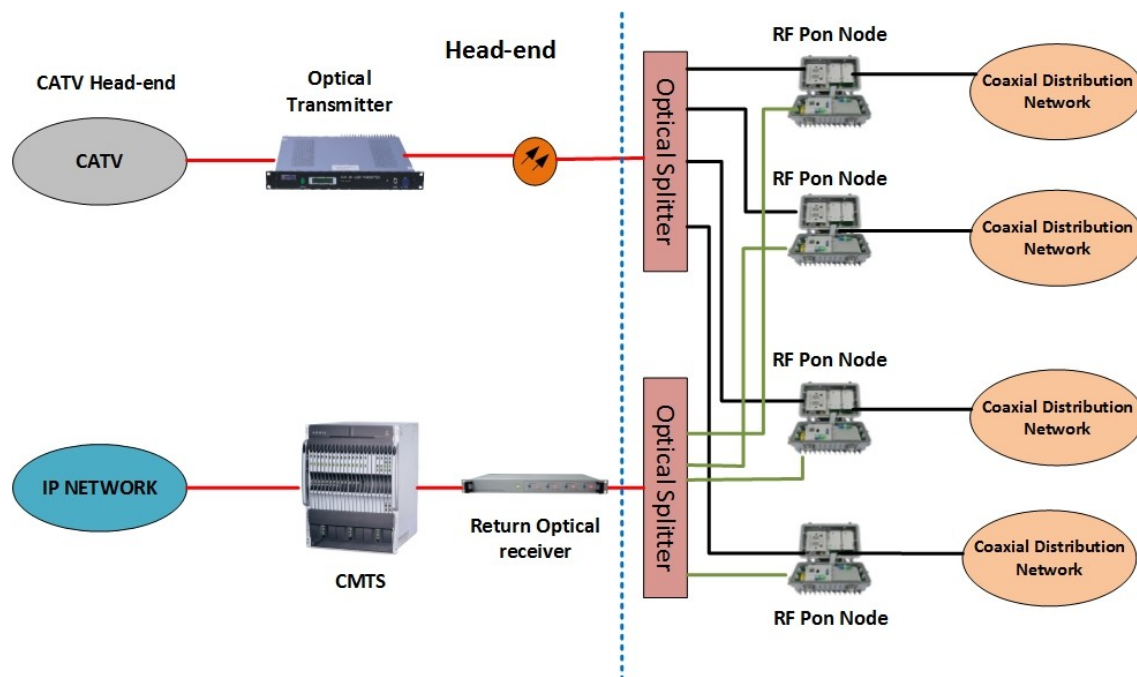 Head-end
CATV Head-end
Optical
Transmitter
CATV
Optical Splitter
RF Pon Node
Coaxial Distribution
Network
RF Pon Node
Coaxial Distribution
Network
RF Pon Node
Coaxial Distribution
Network
IP NETWORK
CMTS
Return Optical
receiver
Optical Splitter
Coaxial Distribution
Network
RF Pon Node